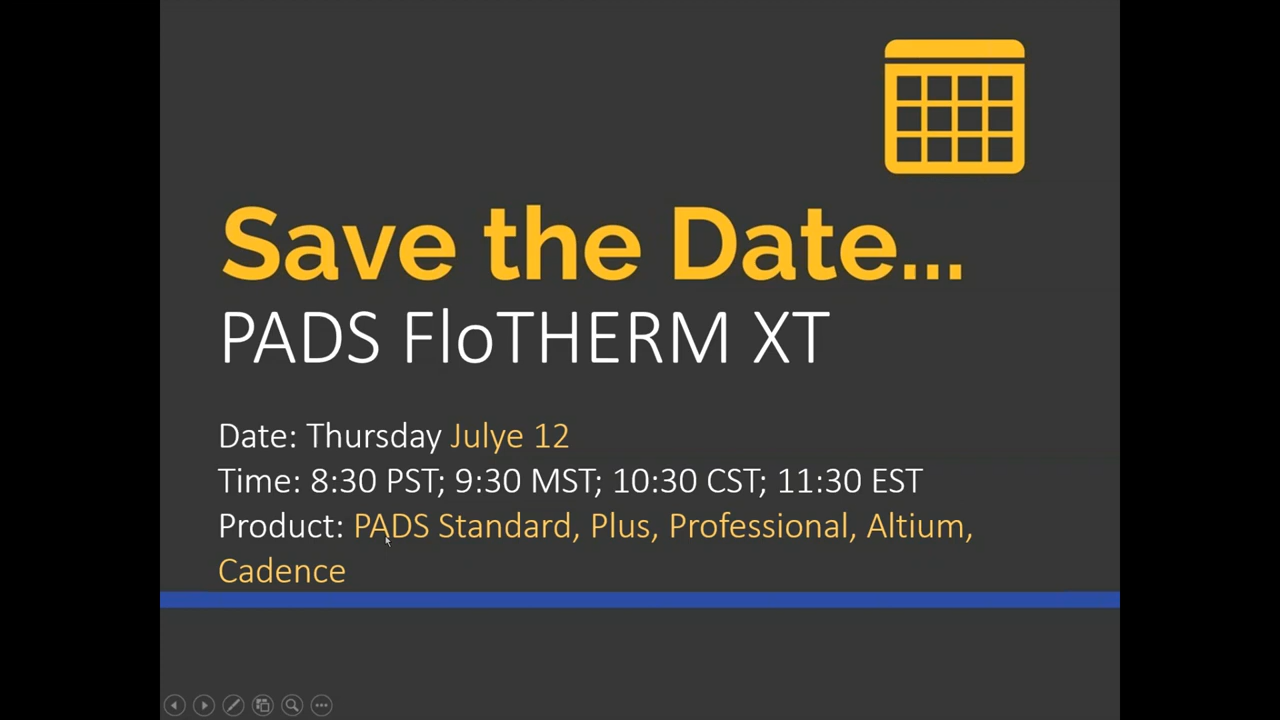 Save the Date...
PADS FloTHERM XT
Date: Thursday Julye 12
Time: 8:30 PST; 9:30 MST; 10:30 CST; 11:30 EST
Product: PADS Standard, Plus, Professional, Altium,
Cadence